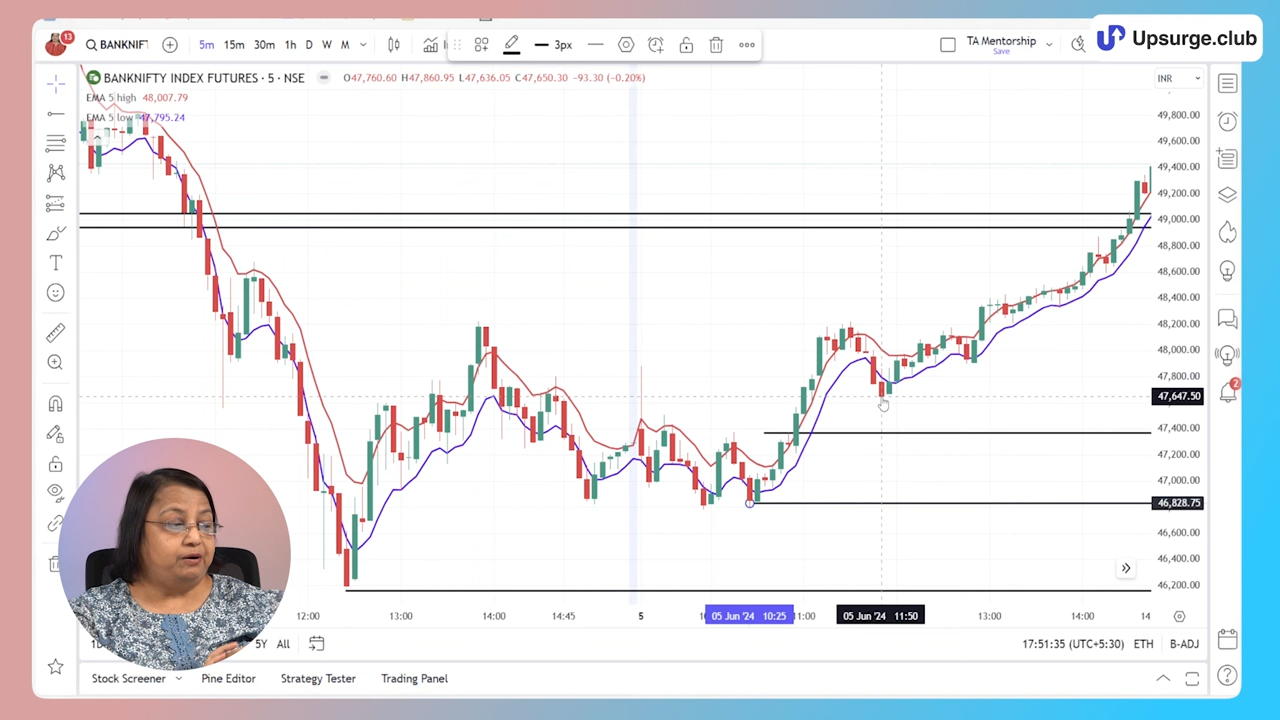 13
BANKNIF
5m 15m 30m 1h D W M
3px
TA Mentorship
Save
Upsurge.club
BANKNIFTY INDEX FUTURES · 5 · NSE
O47,760.60 H47,860.95 L47,636.05 C47,650.30 -93.30 (-0.20%)
INR
EMA 5 high 48,007.79
EMA 5 low 47,795.24
49,800.00
49,600.00
49,400.00
49,200.00
49,000.00
48,800.00
48,600.00
48,400.00
48,200.00
48,000.00
47,800.00
47,647.50
47,400.00
47,200.00
47,000.00
46,828.75
46,600.00
46,400.00
46,200.00
2
12:00 13:00 14:00 14:45 5 05 Jun '24 10:25 11:00 05 Jun '24 11:50 13:00 14:00 14
5Y All
17:51:35 (UTC+5:30) ETH B-ADJ
Stock Screener Pine Editor Strategy Tester Trading Panel